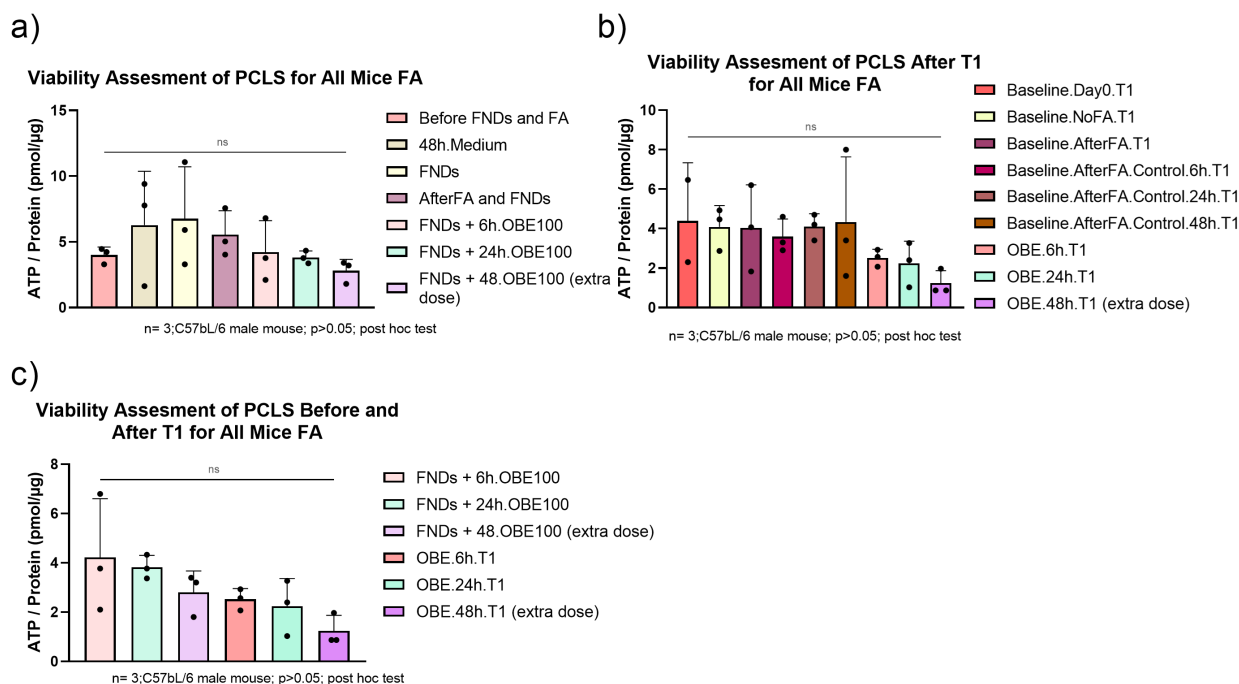 a)
Viability Assesment of PCLS for All Mice FA
ATP / Protein (pmol/µg)
15
10
5
0
ns
Before FNDs and FA
48h.Medium
FNDs
AfterFA and FNDs
FNDs + 6h.OBE100
FNDs + 24h.OBE100
FNDs + 48.OBE100 (extra
dose)
n= 3;C57bL/6 male mouse; p>0.05; post hoc test
b)
Viability Assesment of PCLS After T1
for All Mice FA
ATP / Protein (pmol/µg)
10
8
6
4
2
0
ns
Baseline.Day0.T1
Baseline.NoFA.T1
Baseline.AfterFA.T1
Baseline.AfterFA.Control.6h.T1
Baseline.AfterFA.Control.24h.T1
Baseline.AfterFA.Control.48h.T1
OBE.6h.T1
OBE.24h.T1
OBE.48h.T1 (extra dose)
n= 3;C57bL/6 male mouse; p>0.05; post hoc test
c)
Viability Assesment of PCLS Before and
After T1 for All Mice FA
ATP / Protein (pmol/µg)
8
6
4
2
0
ns
FNDs + 6h.OBE100
FNDs + 24h.OBE100
FNDs + 48.OBE100 (extra dose)
OBE.6h.T1
OBE.24h.T1
OBE.48h.T1 (extra dose)
n= 3;C57bL/6 male mouse; p>0.05; post hoc test